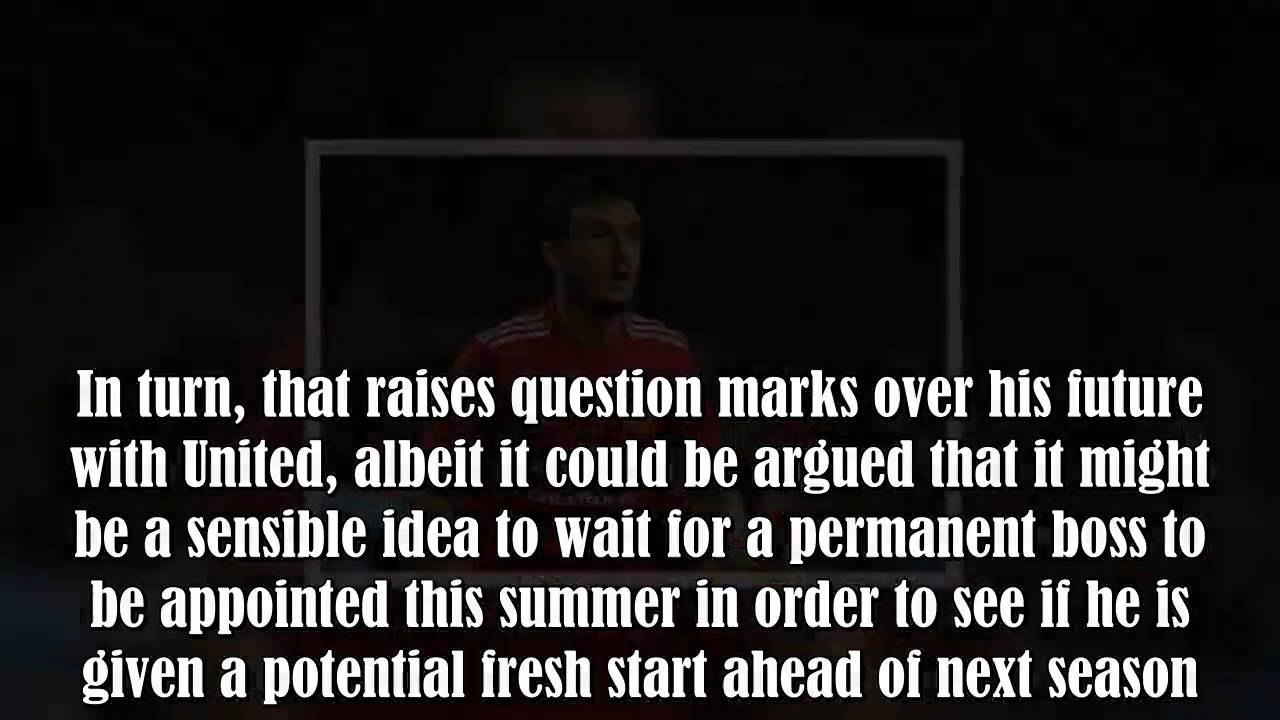 In turn, that raises question marks over his future
with United, albeit it could be argued that it might
be a sensible idea to wait for a permanent boss to
be appointed this summer in order to see if he is
given a potential fresh start ahead of next season